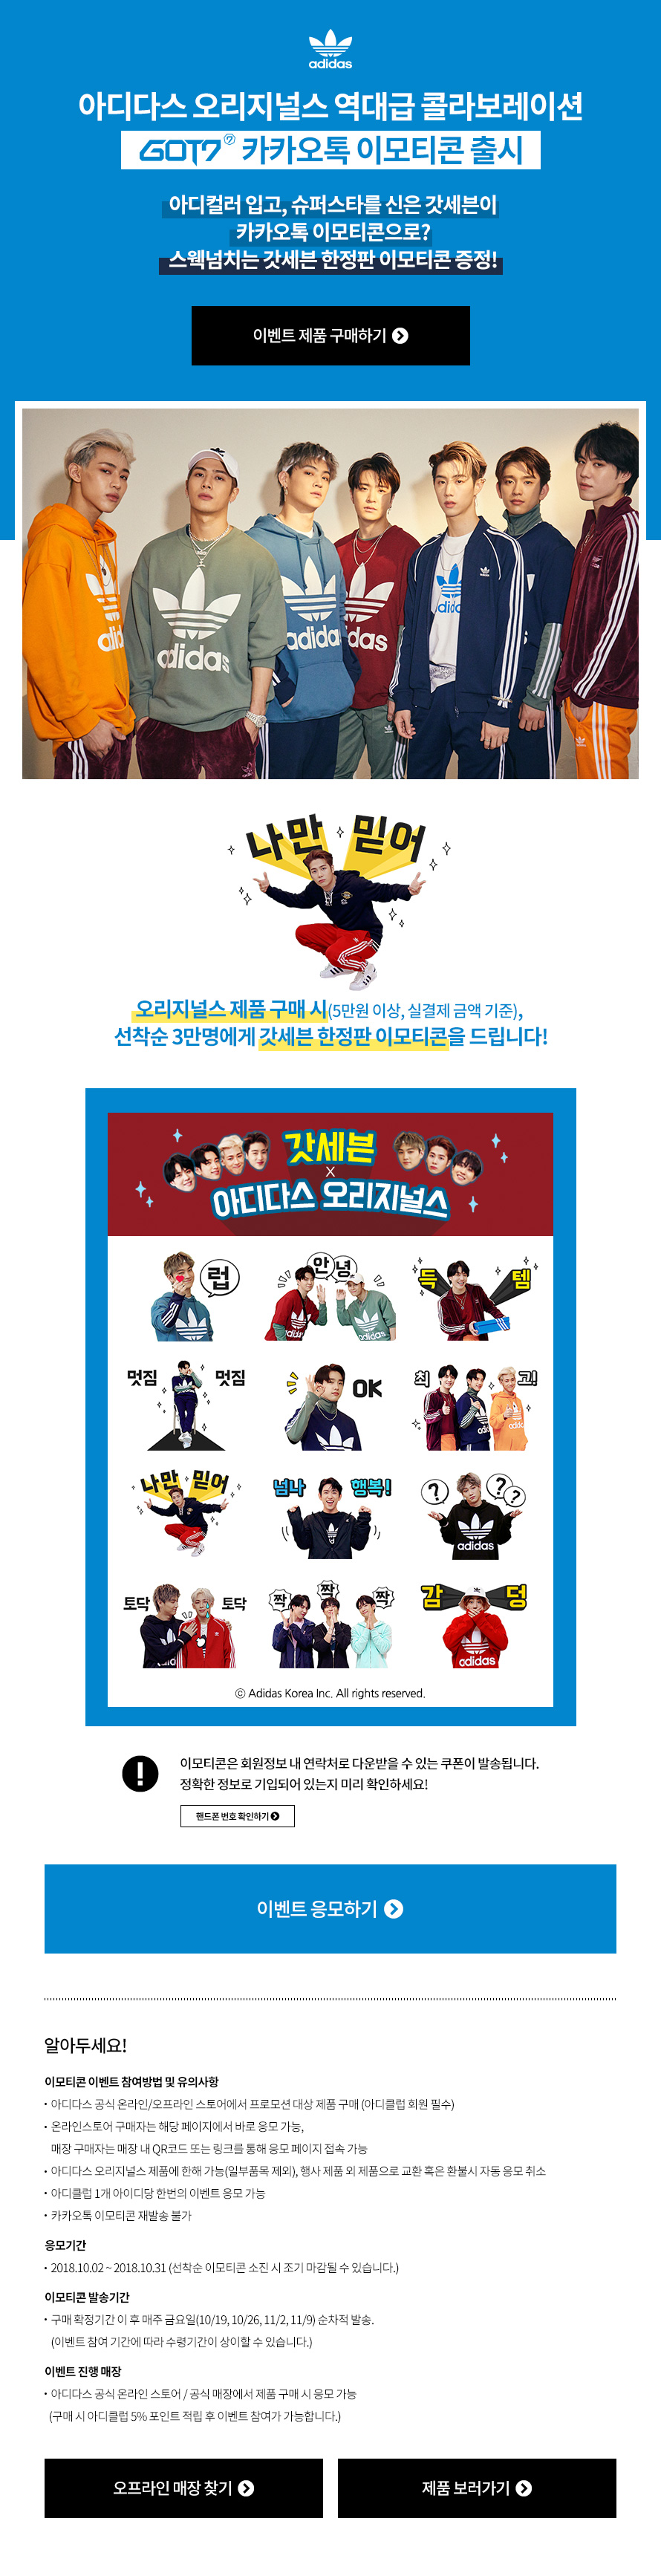 adidas
아디다스 오리지널스 역대급 콜라보레이션
GOT7 카카오톡 이모티콘 출시
아디컬러 입고, 슈퍼스타를 신은 갓세븐이
카카오톡 이모티콘으로?
스웩넘치는 갓세븐 한정판 이모티콘 증정!
이벤트 제품 구매하기
adidas
adidas
adidas
나만 믿어
오리지널스 제품 구매 시(5만원 이상, 실결제 금액 기준),
선착순 3만명에게 갓세븐 한정판 이모티콘을 드립니다!
갓세븐
X
아디다스 오리지널스
럽
안녕
득템
adidas
멋짐 멋짐
OK
최고!
나만 믿어
넘나 행복!
? ? ?
adidas
토닥 토닥
짝 짝 짝
감덩
adidas
ⓒ Adidas Korea Inc. All rights reserved.
이모티콘은 회원정보 내 연락처로 다운받을 수 있는 쿠폰이 발송됩니다.
정확한 정보로 기입되어 있는지 미리 확인하세요!
핸드폰 번호 확인하기
이벤트 응모하기
알아두세요!
이모티콘 이벤트 참여방법 및 유의사항
· 아디다스 공식 온라인/오프라인 스토어에서 프로모션 대상 제품 구매 (아디클럽 회원 필수)
· 온라인스토어 구매자는 해당 페이지에서 바로 응모 가능,
매장 구매자는 매장 내 QR코드 또는 링크를 통해 응모 페이지 접속 가능
· 아디다스 오리지널스 제품에 한해 가능(일부품목 제외), 행사 제품 외 제품으로 교환 혹은 환불시 자동 응모 취소
· 아디클럽 1개 아이디당 한번의 이벤트 응모 가능
· 카카오톡 이모티콘 재발송 불가
응모기간
· 2018.10.02 ~ 2018.10.31 (선착순 이모티콘 소진 시 조기 마감될 수 있습니다.)
이모티콘 발송기간
· 구매 확정기간 이 후 매주 금요일(10/19, 10/26, 11/2, 11/9) 순차적 발송.
(이벤트 참여 기간에 따라 수령기간이 상이할 수 있습니다.)
이벤트 진행 매장
· 아디다스 공식 온라인 스토어 / 공식 매장에서 제품 구매 시 응모 가능
(구매 시 아디클럽 5% 포인트 적립 후 이벤트 참여가 가능합니다.)
오프라인 매장 찾기
제품 보러가기